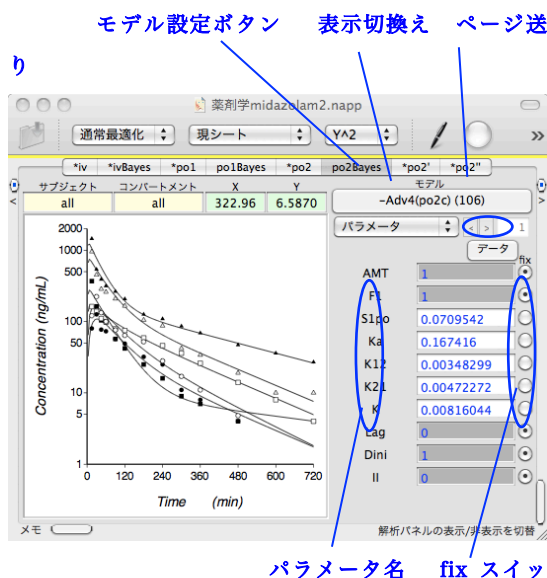 モデル設定ボタン 表示切換え ページ送
り
薬剤学midazolam2.napp
通常最適化 現シート Y^2 »
*iv *ivBayes *po1 po1Bayes *po2 po2Bayes *po2' *po2"
サブジェクト コンパートメント X Y モデル
all all 322.96 6.5870 -Adv4(po2c) (106)
< >
パラメータ < > 1
データ
fix
AMT 1
F1 1
S1po 0.0709542
Ka 0.167416
K12 0.00348299
K21 0.00472272
K 0.00816044
Lag 0
Dini 1
II 0
Concentration (ng/mL)
2000
1000
500
100
50
10
5
1
0 120 240 360 480 600 720
Time (min)
メモ 解析パネルの表示/非表示を切替
パラメータ名 fix スイッ